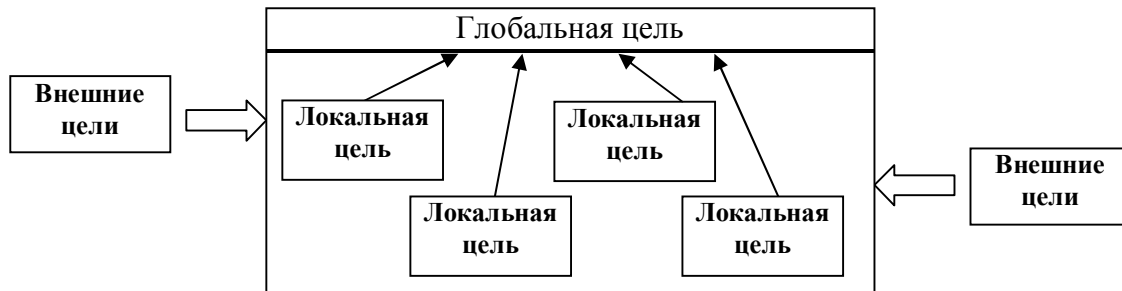 Глобальная цель
Внешние
цели
Локальная
цель
Локальная
цель
Локальная
цель
Локальная
цель
Внешние
цели